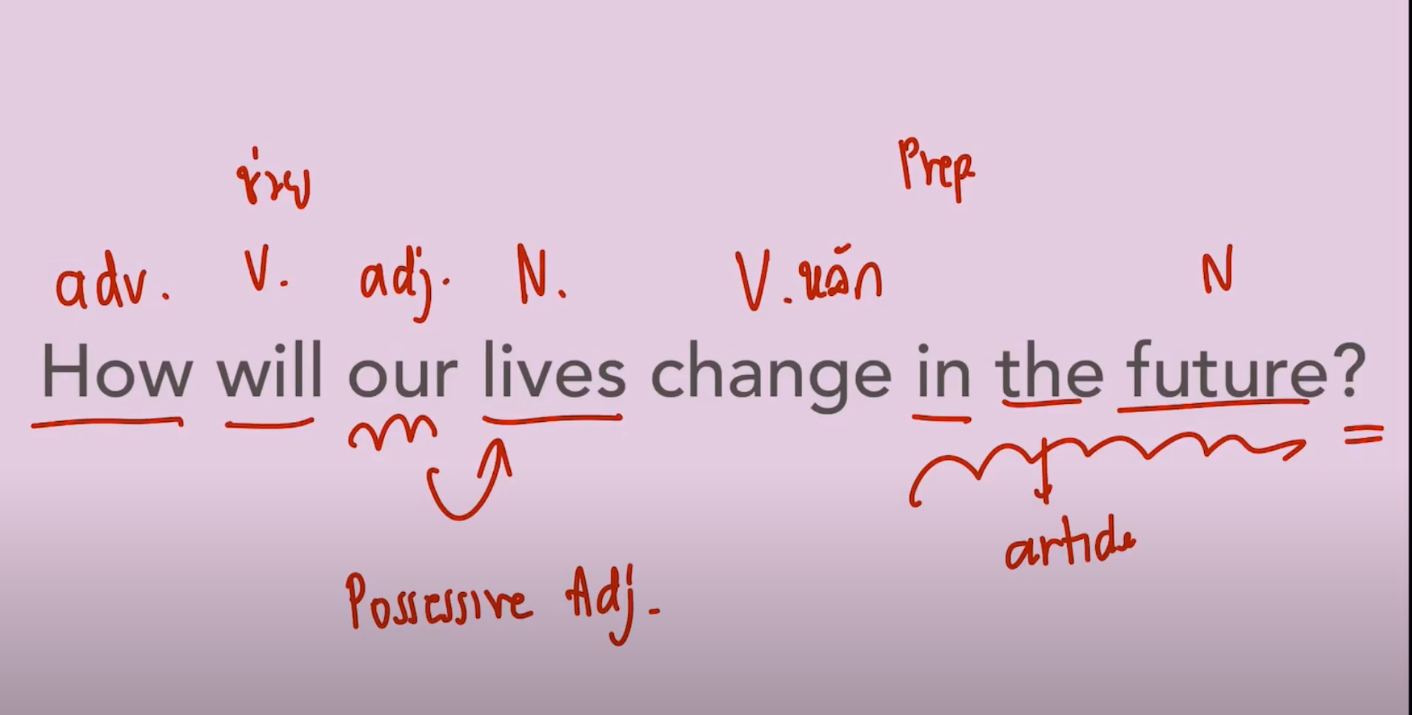 ช่วย
Prep
adv. V. adj. N. V.หลัก N
How will our lives change in the future?
article
Possessive Adj.